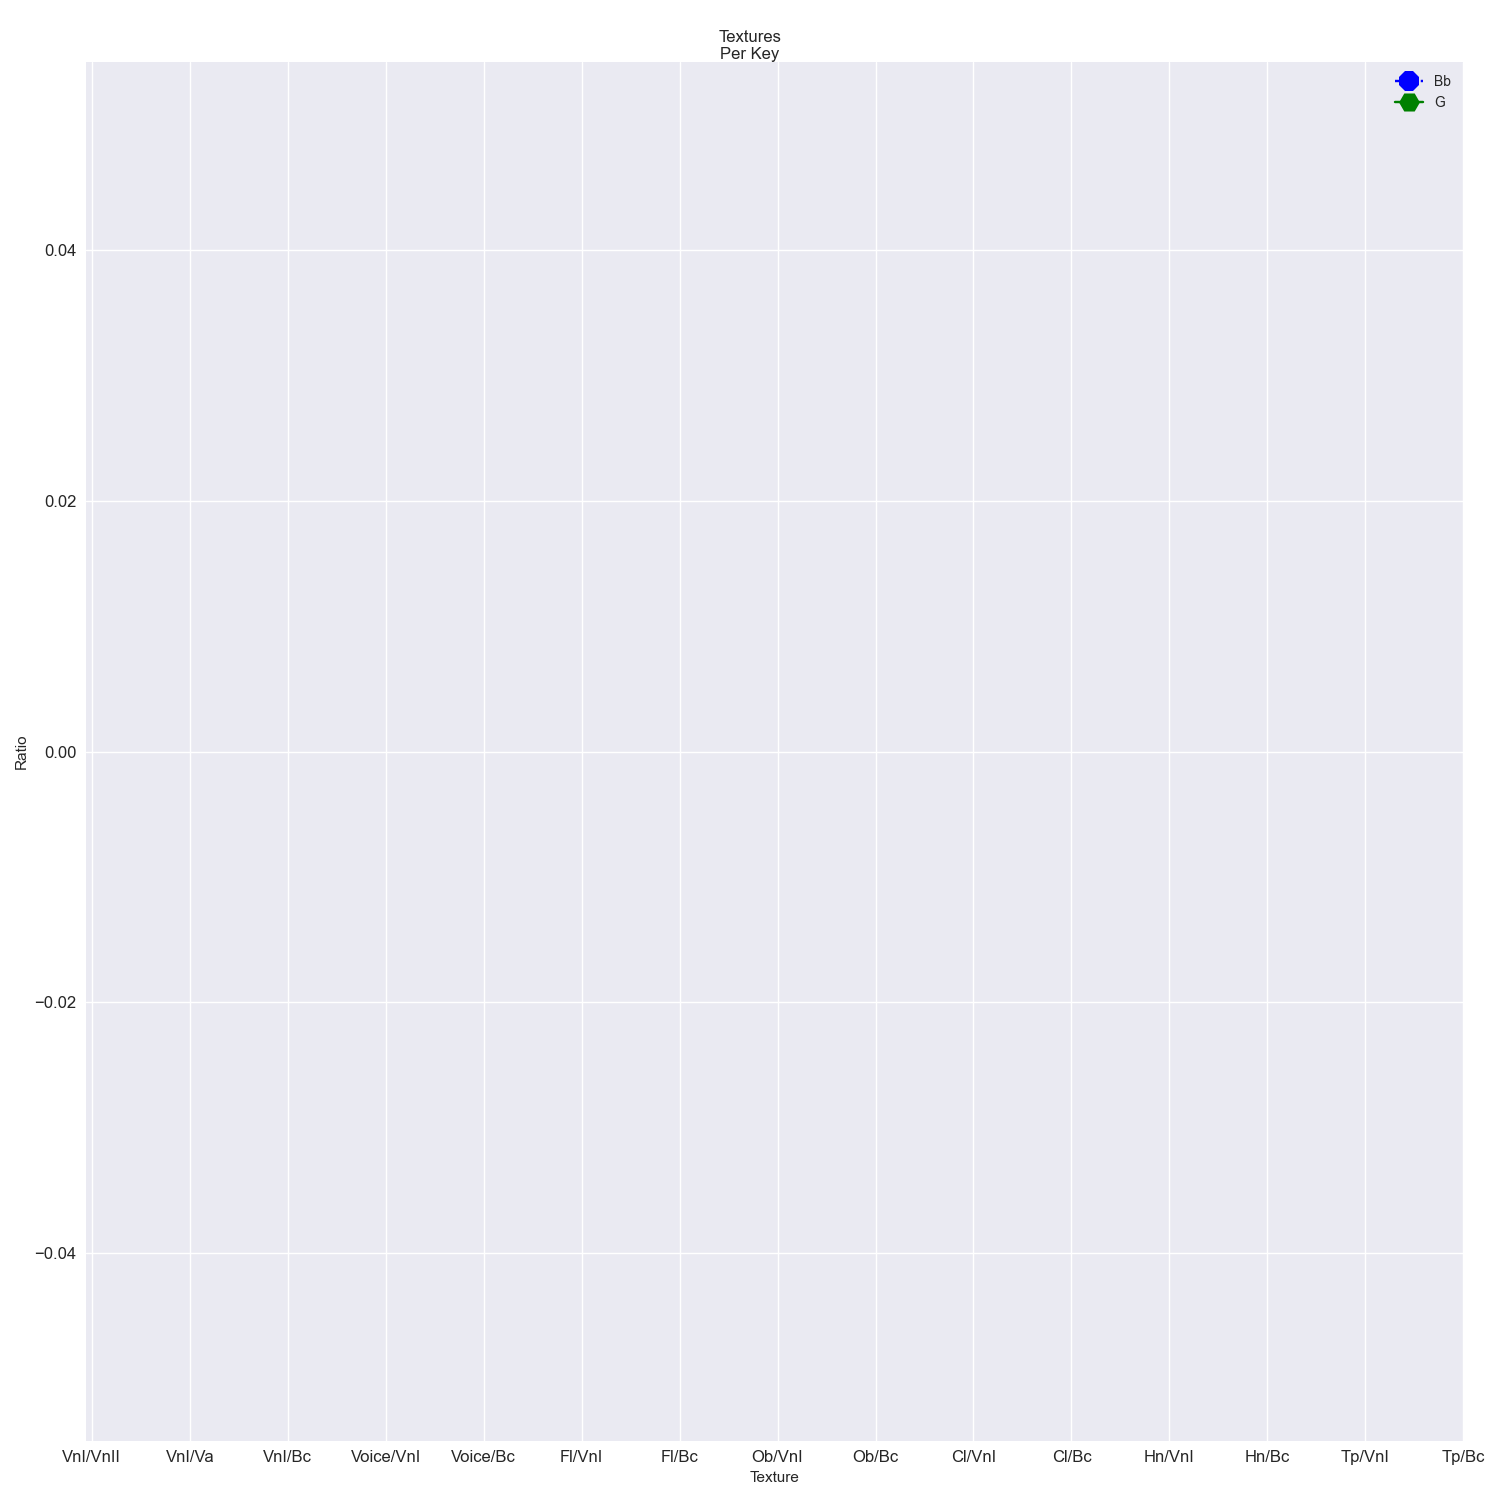 Textures
Per Key
Bb
G
0.04
0.02
0.00
−0.02
−0.04
Ratio
VnI/VnII VnI/Va VnI/Bc Voice/VnI Voice/Bc Fl/VnI Fl/Bc Ob/VnI Ob/Bc Cl/VnI Cl/Bc Hn/VnI Hn/Bc Tp/VnI Tp/Bc
Texture